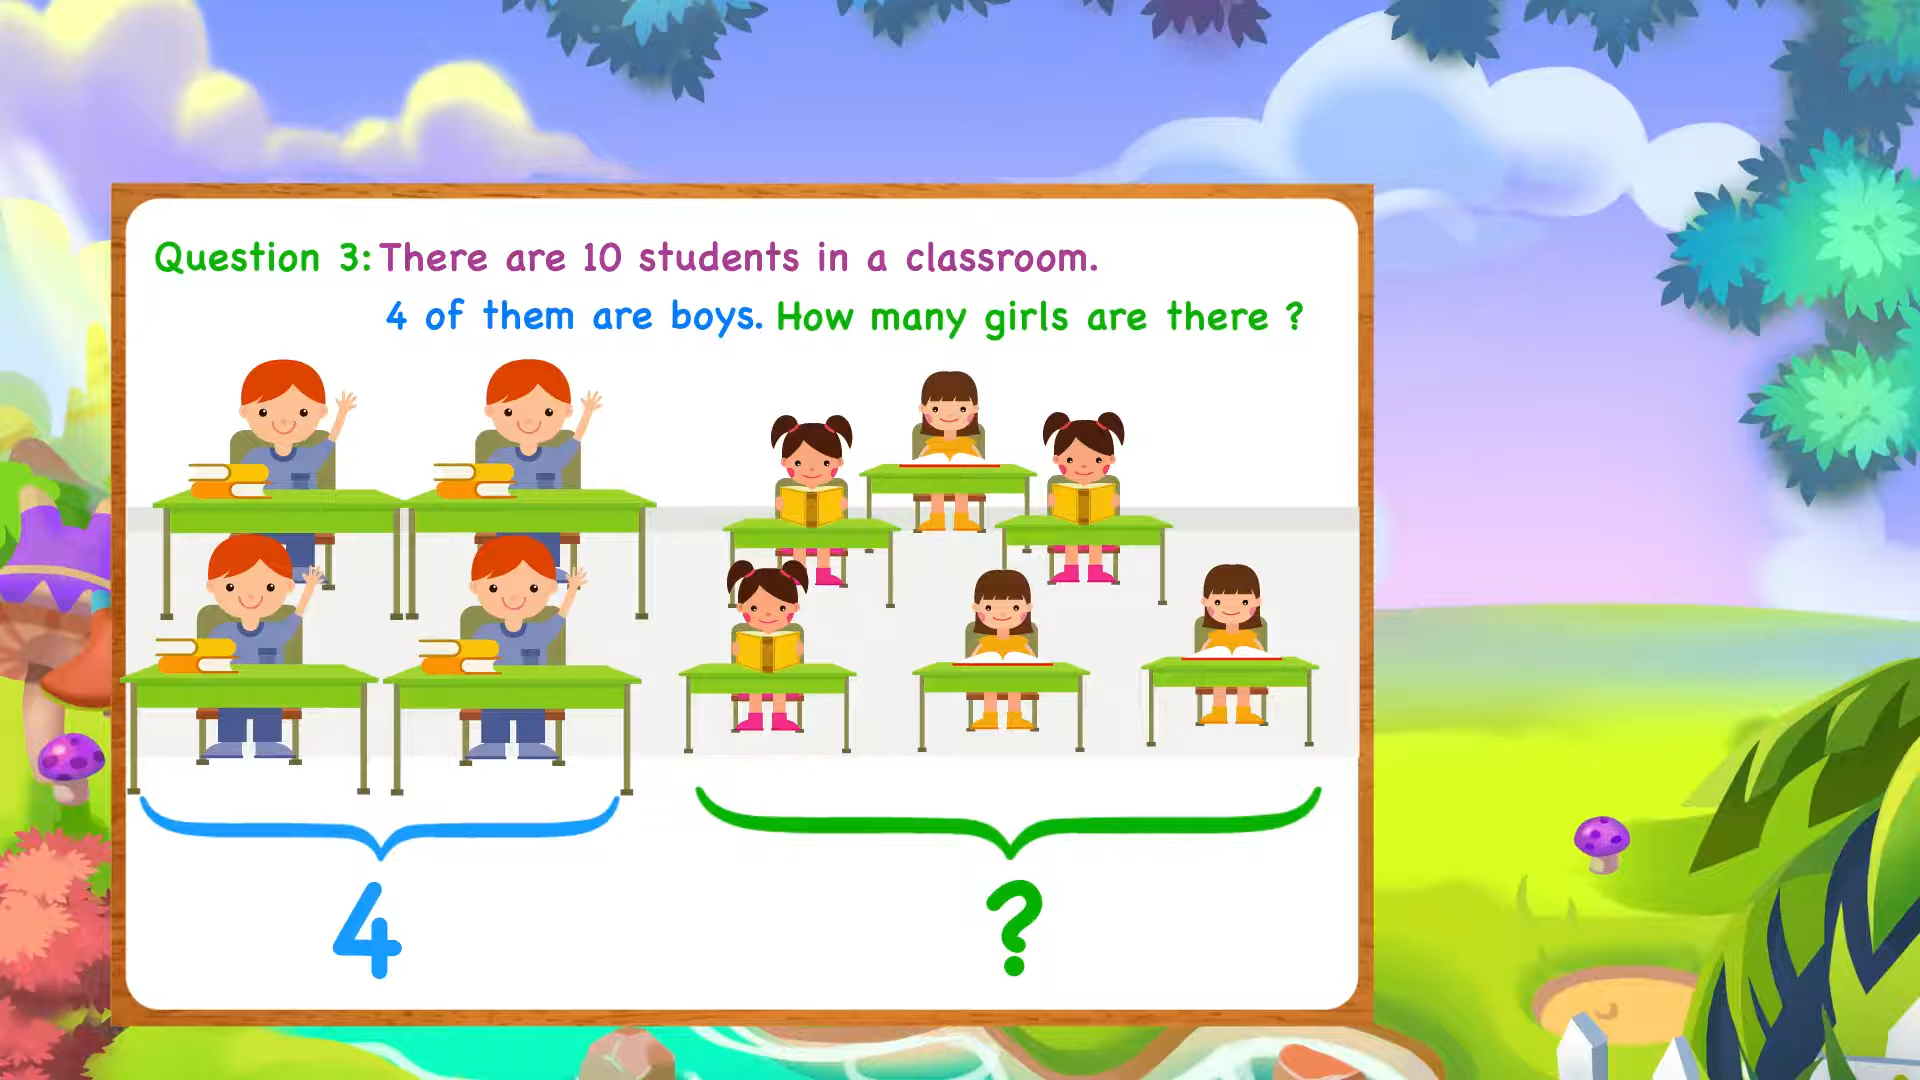 Question 3: There are 10 students in a classroom.
4 of them are boys. How many girls are there ?
4
?